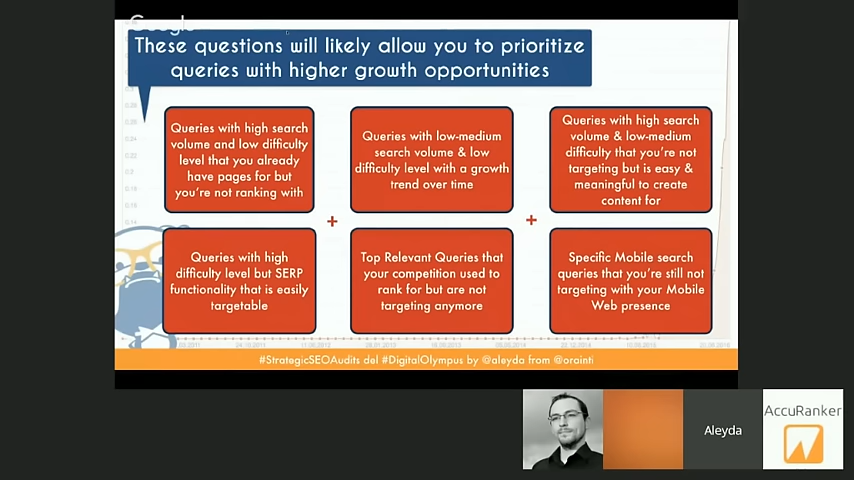 Google
These questions will likely allow you to prioritize
queries with higher growth opportunities
Queries with high search
volume and low difficulty
level that you already
have pages for but
you're not ranking with
Queries with low-medium
search volume & low
difficulty level with a growth
trend over time
Queries with high search
volume & low-medium
difficulty that you're not
targeting but is easy &
meaningful to create
content for
+
+
Queries with high
difficulty level but SERP
functionality that is easily
targetable
Top Relevant Queries that
your competition used to
rank for but are not
targeting anymore
Specific Mobile search
queries that you're still not
targeting with your Mobile
Web presence
#StrategicSEOAudits del #DigitalOlympus by @aleyda from @orainti
Aleyda
AccuRanker